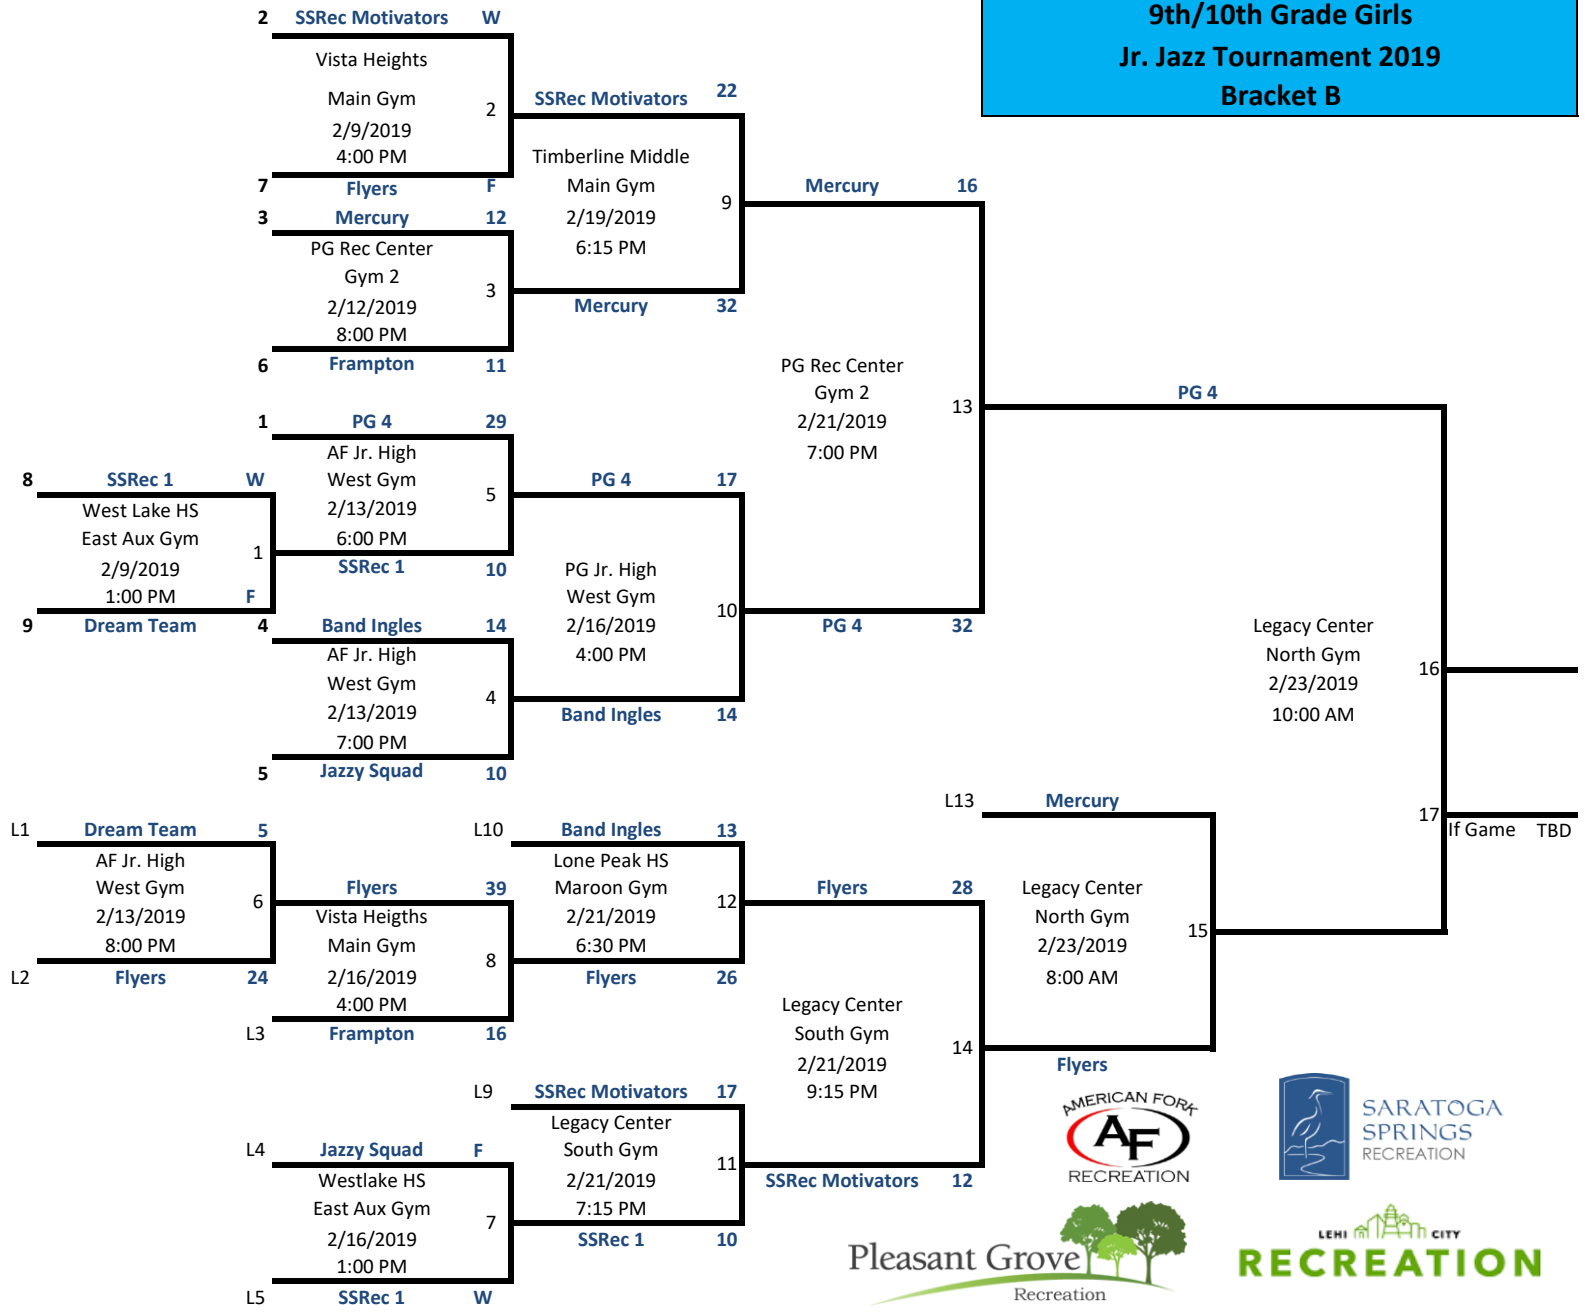 9th/10th Grade Girls
Jr. Jazz Tournament 2019
Bracket B
2 SSRec Motivators W
Vista Heights
Main Gym
2
2/9/2019
4:00 PM
7 Flyers F
SSRec Motivators 22
Timberline Middle
Main Gym
9
2/19/2019
6:15 PM
Mercury 32
3 Mercury 12
PG Rec Center
Gym 2
3
2/12/2019
8:00 PM
6 Frampton 11
Mercury 16
PG Rec Center
Gym 2
13
2/21/2019
7:00 PM
PG 4 32
1 PG 4 29
AF Jr. High
West Gym
5
2/13/2019
6:00 PM
SSRec 1 10
8 SSRec 1 W
West Lake HS
East Aux Gym
1
2/9/2019
1:00 PM F
9 Dream Team
PG 4 17
PG Jr. High
West Gym
10
2/16/2019
4:00 PM
Band Ingles 14
4 Band Ingles 14
AF Jr. High
West Gym
4
2/13/2019
7:00 PM
5 Jazzy Squad 10
PG 4
Legacy Center
North Gym
16
2/23/2019
10:00 AM
17
If Game TBD
L1 Dream Team 5
AF Jr. High
West Gym
6
2/13/2019
8:00 PM
L2 Flyers 24
Flyers 39
Vista Heigths
Main Gym
8
2/16/2019
4:00 PM
L3 Frampton 16
L10 Band Ingles 13
Lone Peak HS
Maroon Gym
12
2/21/2019
6:30 PM
Flyers 26
Flyers 28
Legacy Center
South Gym
14
2/21/2019
9:15 PM
SSRec Motivators 12
L13 Mercury
Legacy Center
North Gym
15
2/23/2019
8:00 AM
Flyers
L9 SSRec Motivators 17
Legacy Center
South Gym
11
2/21/2019
7:15 PM
SSRec 1 10
L4 Jazzy Squad F
Westlake HS
East Aux Gym
7
2/16/2019
1:00 PM
L5 SSRec 1 W
AMERICAN FORK
AF
RECREATION
SARATOGA
SPRINGS
RECREATION
Pleasant Grove
Recreation
LEHI CITY
RECREATION